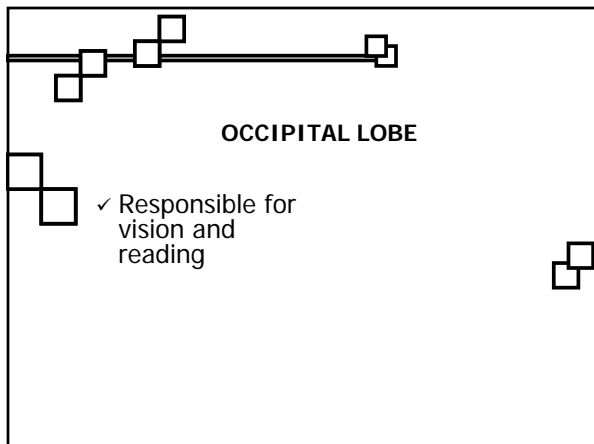 OCCIPITAL LOBE
✓ Responsible for
vision and
reading